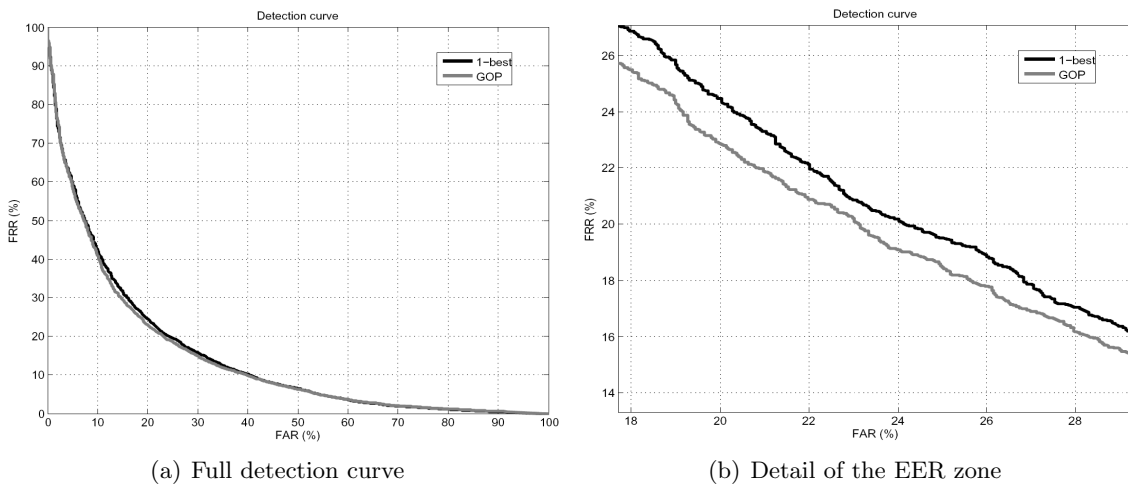 Detection curve
100
90
80
70
60
50
40
30
20
10
0
FRR (%)
1−best
GOP
0 10 20 30 40 50 60 70 80 90 100
FAR (%)
(a) Full detection curve
Detection curve
26
24
22
20
18
16
14
FRR (%)
1−best
GOP
18 20 22 24 26 28
FAR (%)
(b) Detail of the EER zone